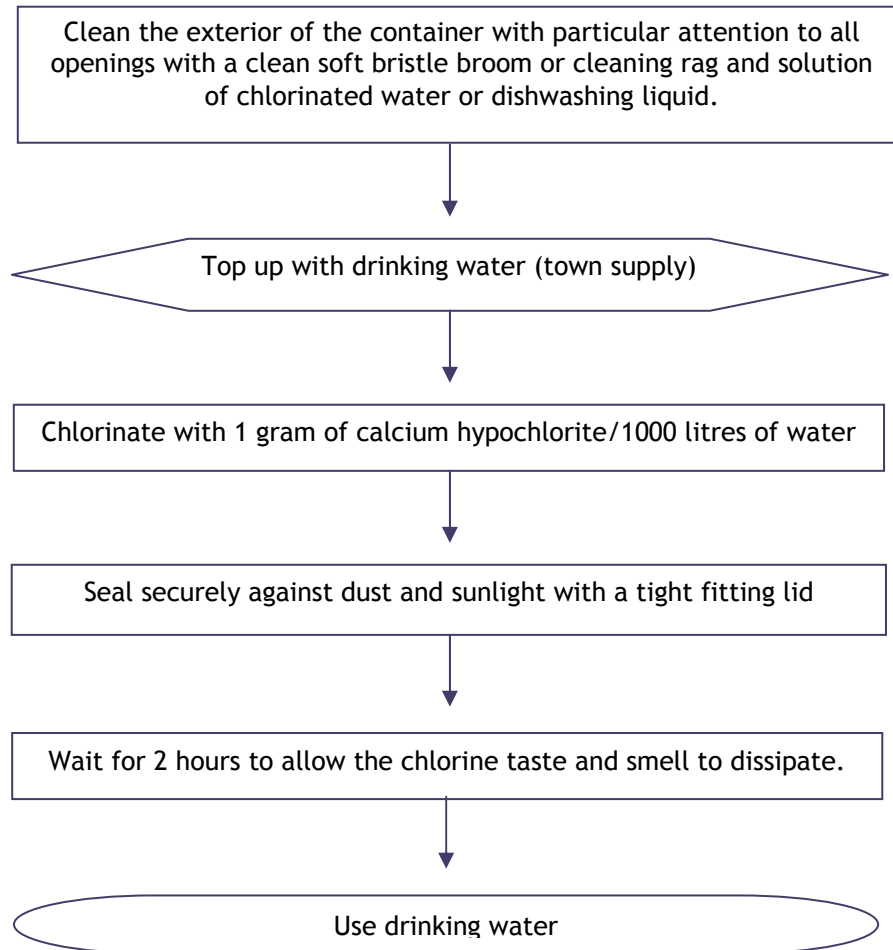 Clean the exterior of the container with particular attention to all
openings with a clean soft bristle broom or cleaning rag and solution
of chlorinated water or dishwashing liquid.
Top up with drinking water (town supply)
Chlorinate with 1 gram of calcium hypochlorite/1000 litres of water
Seal securely against dust and sunlight with a tight fitting lid
Wait for 2 hours to allow the chlorine taste and smell to dissipate.
Use drinking water